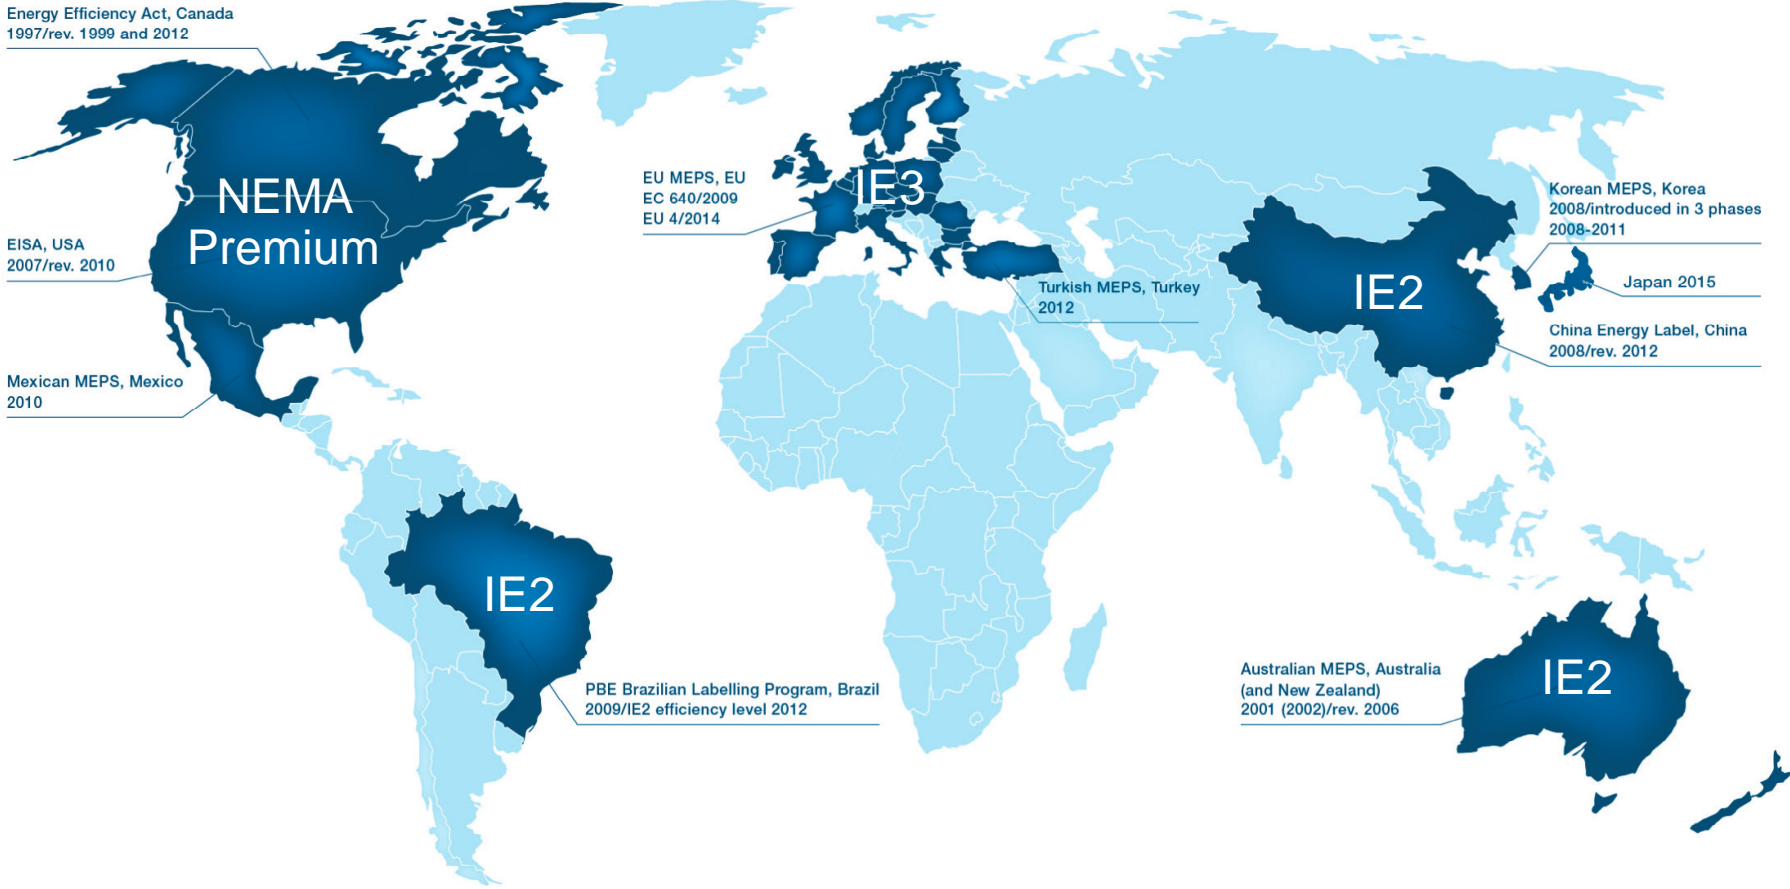 Energy Efficiency Act, Canada
1997/rev. 1999 and 2012
NEMA
Premium
EISA, USA
2007/rev. 2010
Mexican MEPS, Mexico
2010
IE2
PBE Brazilian Labelling Program, Brazil
2009/IE2 efficiency level 2012
EU MEPS, EU
EC 640/2009
EU 4/2014
IE3
Turkish MEPS, Turkey
2012
IE2
Korean MEPS, Korea
2008/introduced in 3 phases
2008-2011
Japan 2015
China Energy Label, China
2008/rev. 2012
Australian MEPS, Australia
(and New Zealand)
2001 (2002)/rev. 2006
IE2